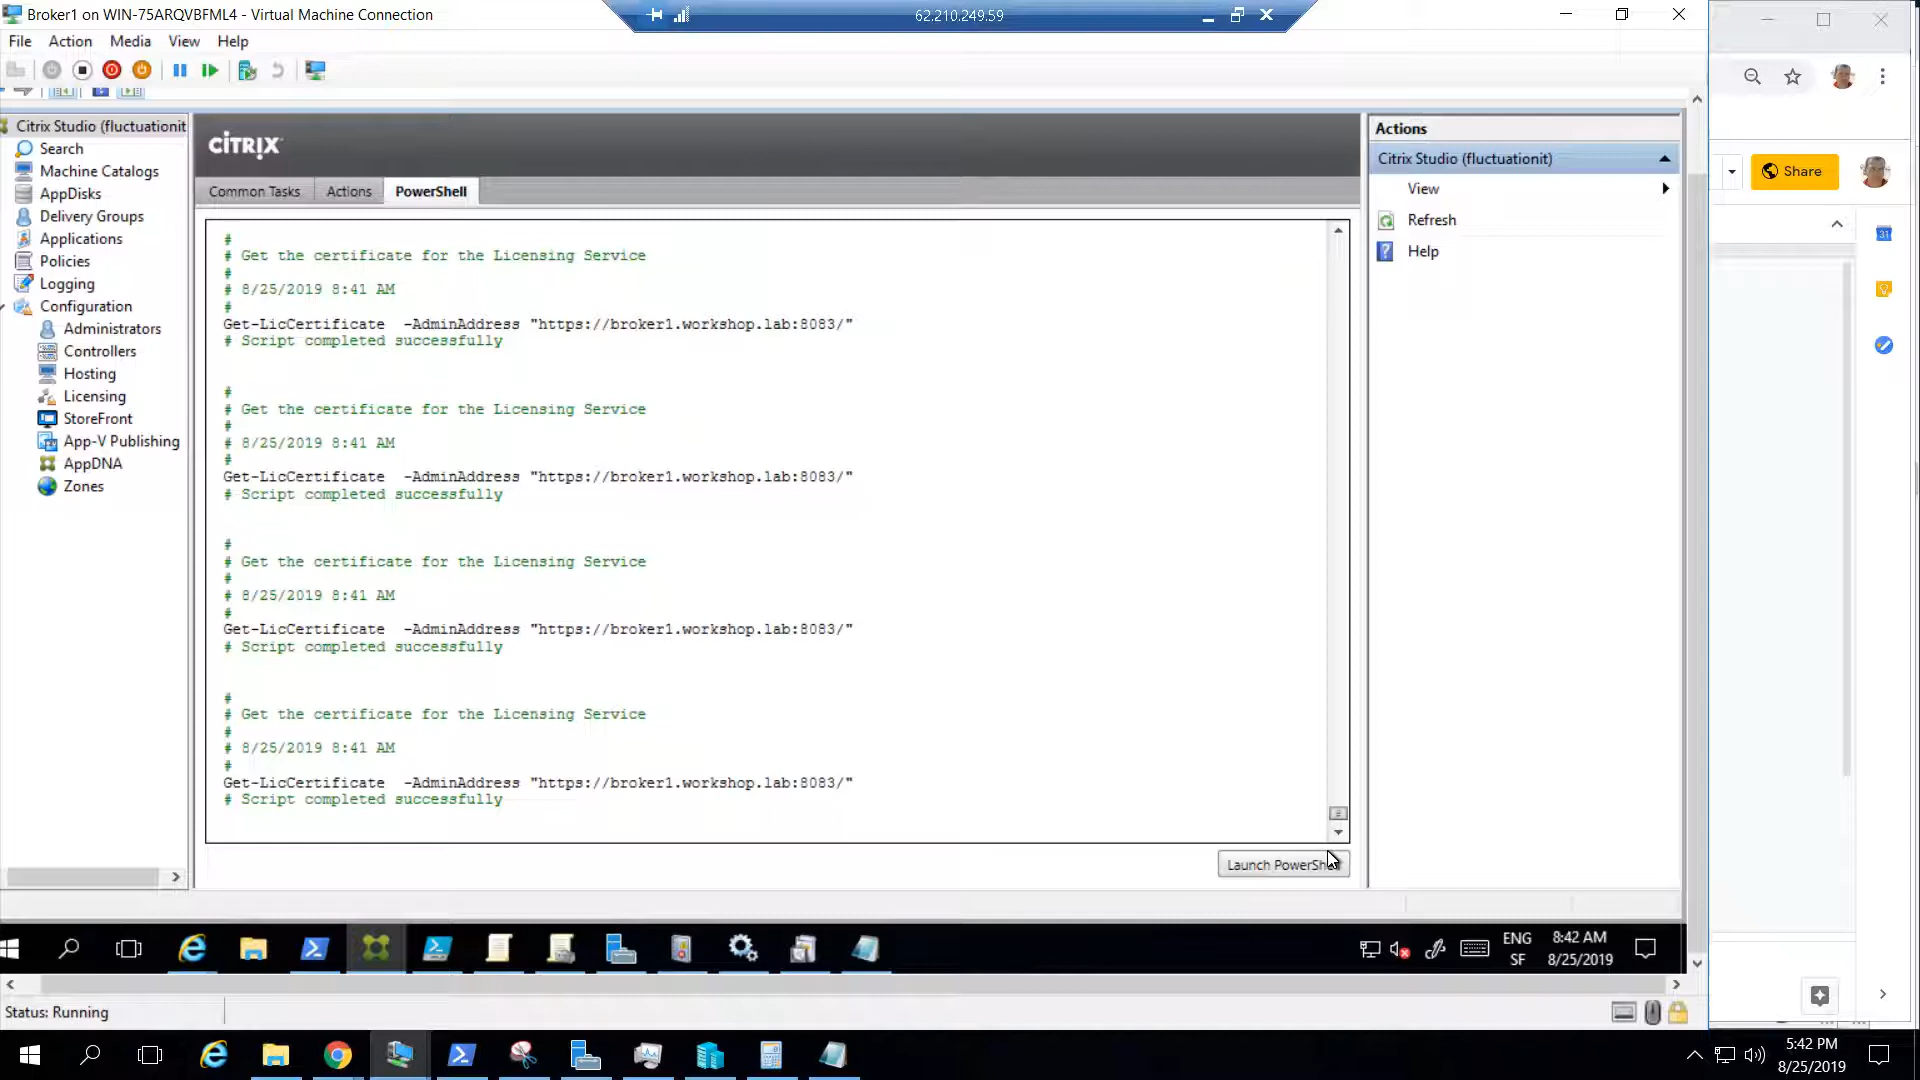 Broker1 on WIN-75ARQVBFML4 - Virtual Machine Connection
62.210.249.59
File Action Media View Help
Citrix Studio (fluctuationit
Search
Machine Catalogs
AppDisks
Delivery Groups
Applications
Policies
Logging
Configuration
Administrators
Controllers
Hosting
Licensing
StoreFront
App-V Publishing
AppDNA
Zones
CİTRIX
Common Tasks Actions PowerShell
#
# Get the certificate for the Licensing Service
#
# 8/25/2019 8:41 AM
#
Get-LicCertificate -AdminAddress "https://broker1.workshop.lab:8083/"
# Script completed successfully
#
# Get the certificate for the Licensing Service
#
# 8/25/2019 8:41 AM
#
Get-LicCertificate -AdminAddress "https://broker1.workshop.lab:8083/"
# Script completed successfully
#
# Get the certificate for the Licensing Service
#
# 8/25/2019 8:41 AM
#
Get-LicCertificate -AdminAddress "https://broker1.workshop.lab:8083/"
# Script completed successfully
#
# Get the certificate for the Licensing Service
#
# 8/25/2019 8:41 AM
#
Get-LicCertificate -AdminAddress "https://broker1.workshop.lab:8083/"
# Script completed successfully
Launch PowerShell
Actions
Citrix Studio (fluctuationit)
View
Refresh
Help
Share
31
ENG
SF
8:42 AM
8/25/2019
Status: Running
5:42 PM
8/25/2019